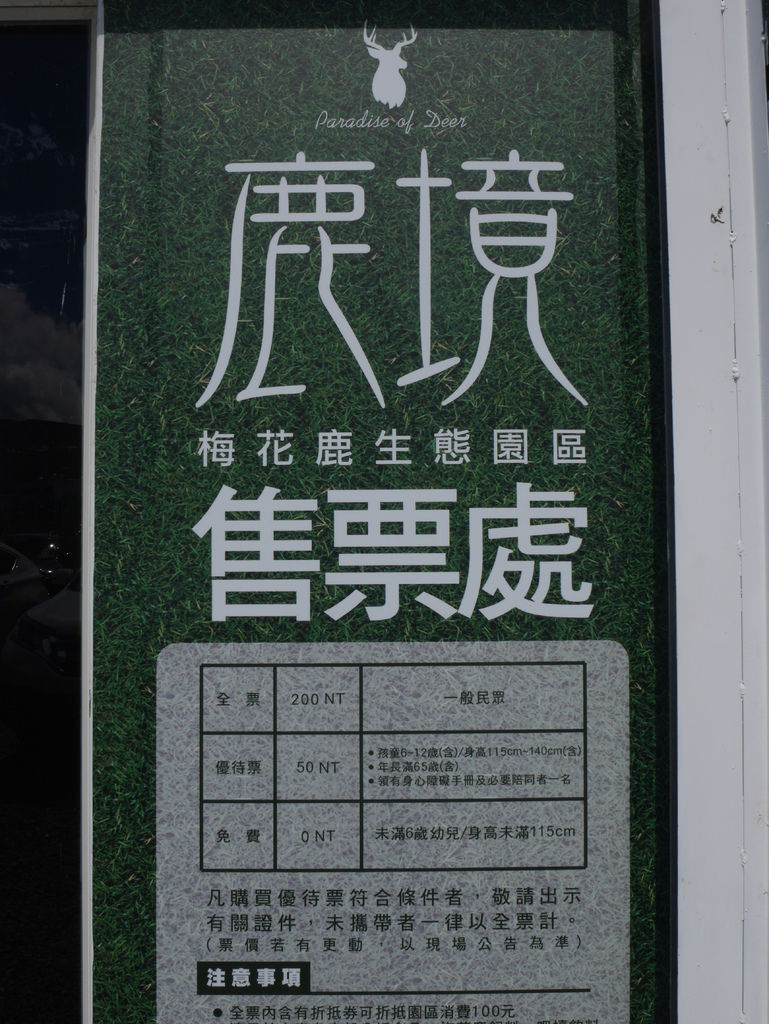 Paradise of Deer
鹿境
梅花鹿生態園區
售票處
全票 200 NT 一般民眾
優待票 50 NT
● 孩童6-12歲(含)/身高115cm~140cm(含)
● 年長滿65歲(含)
● 領有身心障礙手冊及必要陪同者一名
免費 0 NT 未滿6歲幼兒/身高未滿115cm
凡購買優待票符合條件者，敬請出示
有關證件，未攜帶者一律以全票計。
(票價若有更動，以現場公告為準)
注意事項
● 全票內含有折抵券可折抵園區消費100元